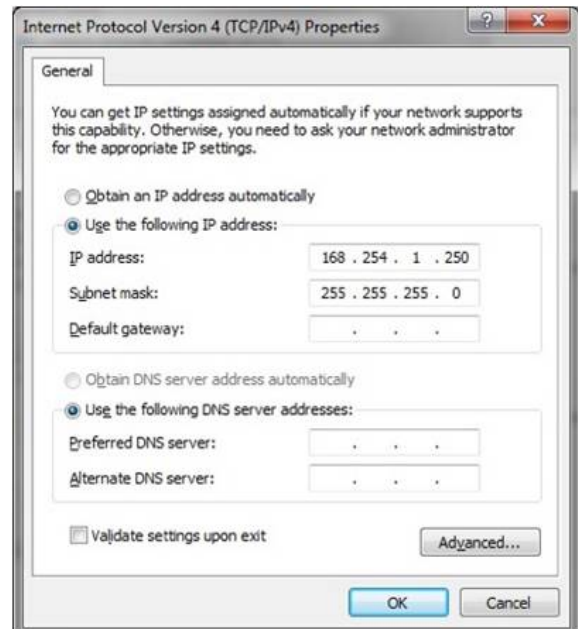 Internet Protocol Version 4 (TCP/IPv4) Properties
General
You can get IP settings assigned automatically if your network supports
this capability. Otherwise, you need to ask your network administrator
for the appropriate IP settings.
Obtain an IP address automatically
Use the following IP address:
IP address: 168 . 254 . 1 . 250
Subnet mask: 255 . 255 . 255 . 0
Default gateway: . . .
Obtain DNS server address automatically
Use the following DNS server addresses:
Preferred DNS server: . . .
Alternate DNS server: . . .
Validate settings upon exit
Advanced...
OK Cancel